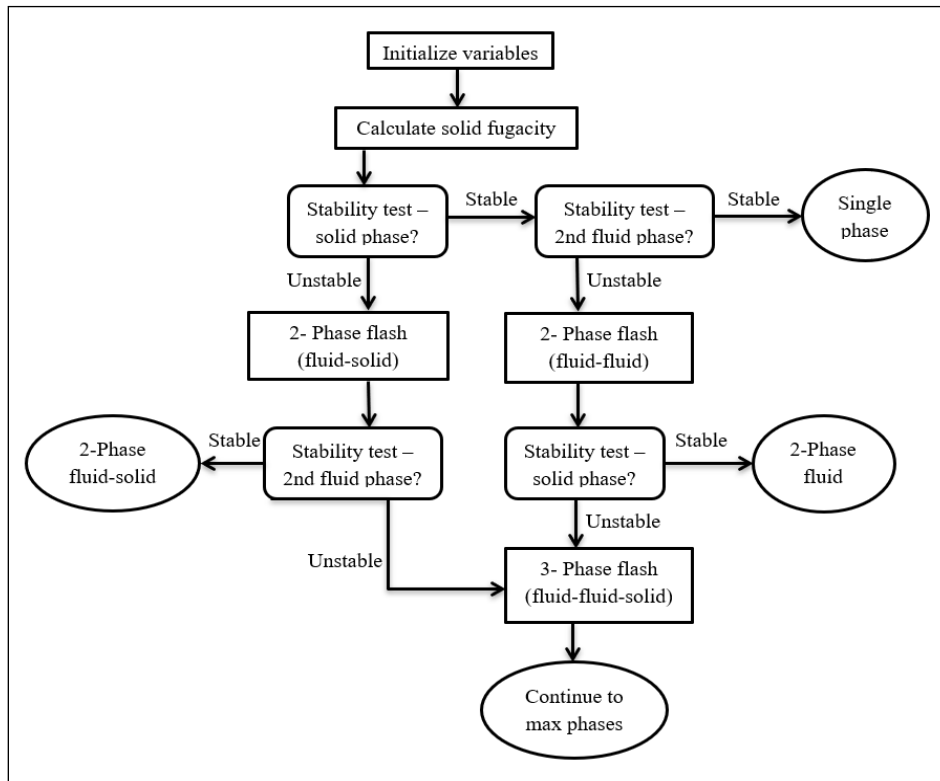 Initialize variables
Calculate solid fugacity
Stability test –
solid phase?
Stable
Stability test –
2nd fluid phase?
Stable
Single
phase
Unstable
Unstable
2- Phase flash
(fluid-solid)
2- Phase flash
(fluid-fluid)
2-Phase
fluid-solid
Stable
Stability test –
2nd fluid phase?
Stability test –
solid phase?
Stable
2-Phase
fluid
Unstable
Unstable
3- Phase flash
(fluid-fluid-solid)
Continue to
max phases